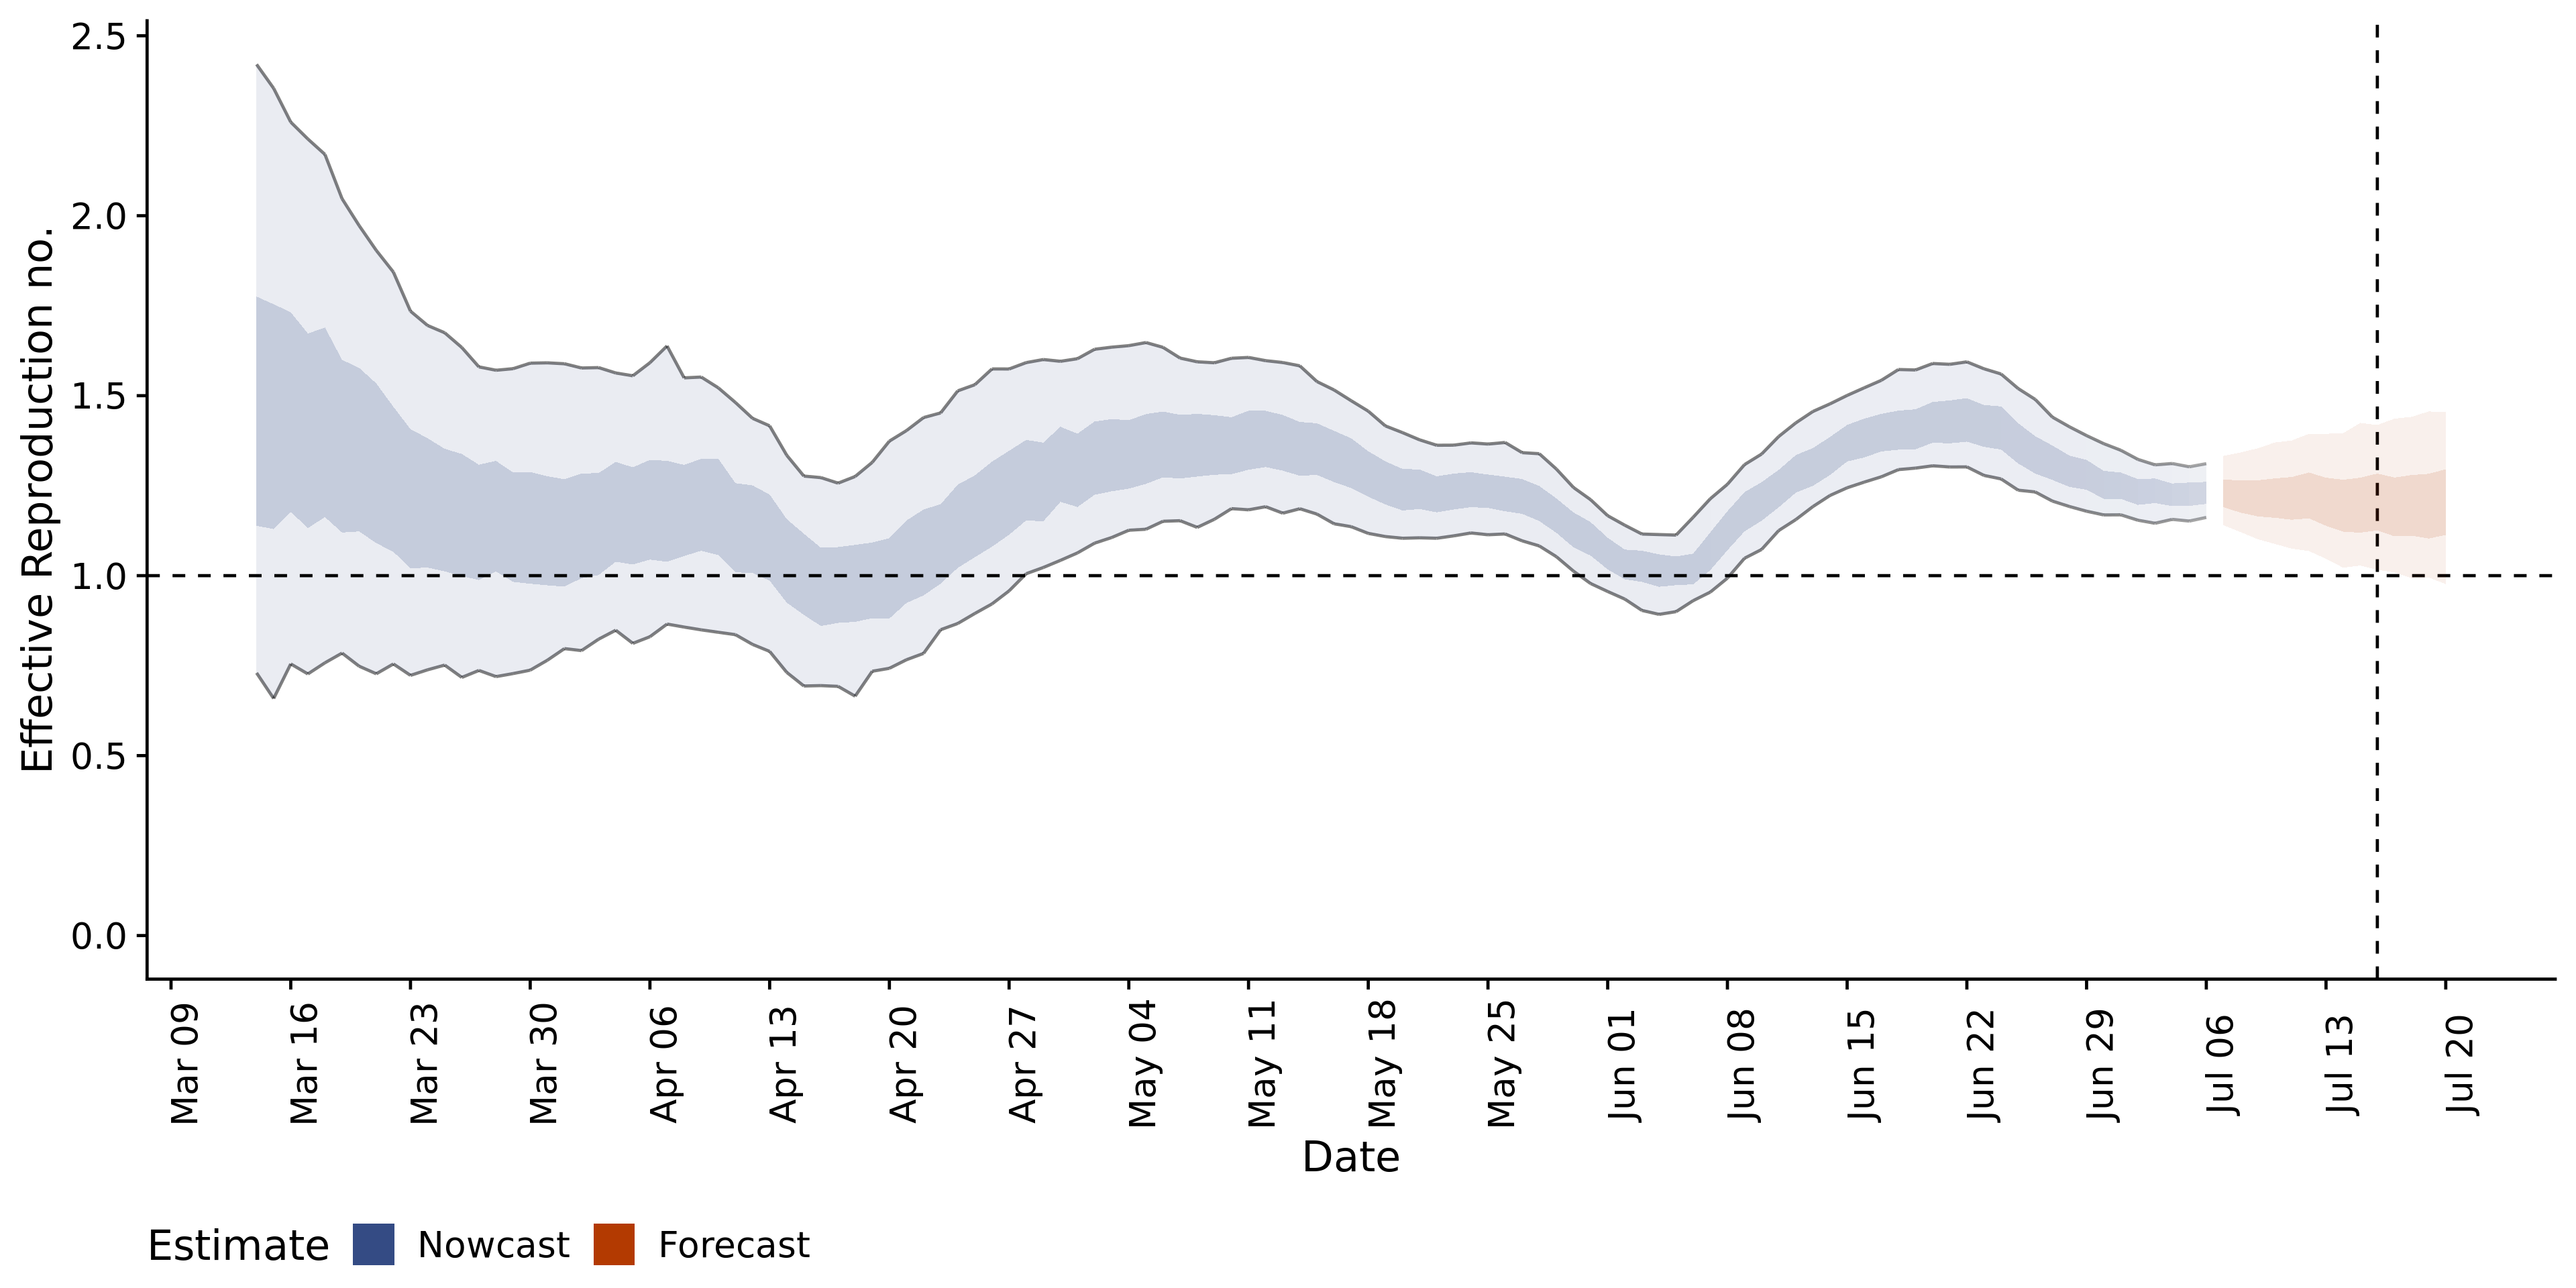 Effective Reproduction no.
2.5
2.0
1.5
1.0
0.5
0.0
Mar 09
Mar 16
Mar 23
Mar 30
Apr 06
Apr 13
Apr 20
Apr 27
May 04
May 11
May 18
May 25
Jun 01
Jun 08
Jun 15
Jun 22
Jun 29
Jul 06
Jul 13
Jul 20
Date
Estimate Nowcast Forecast